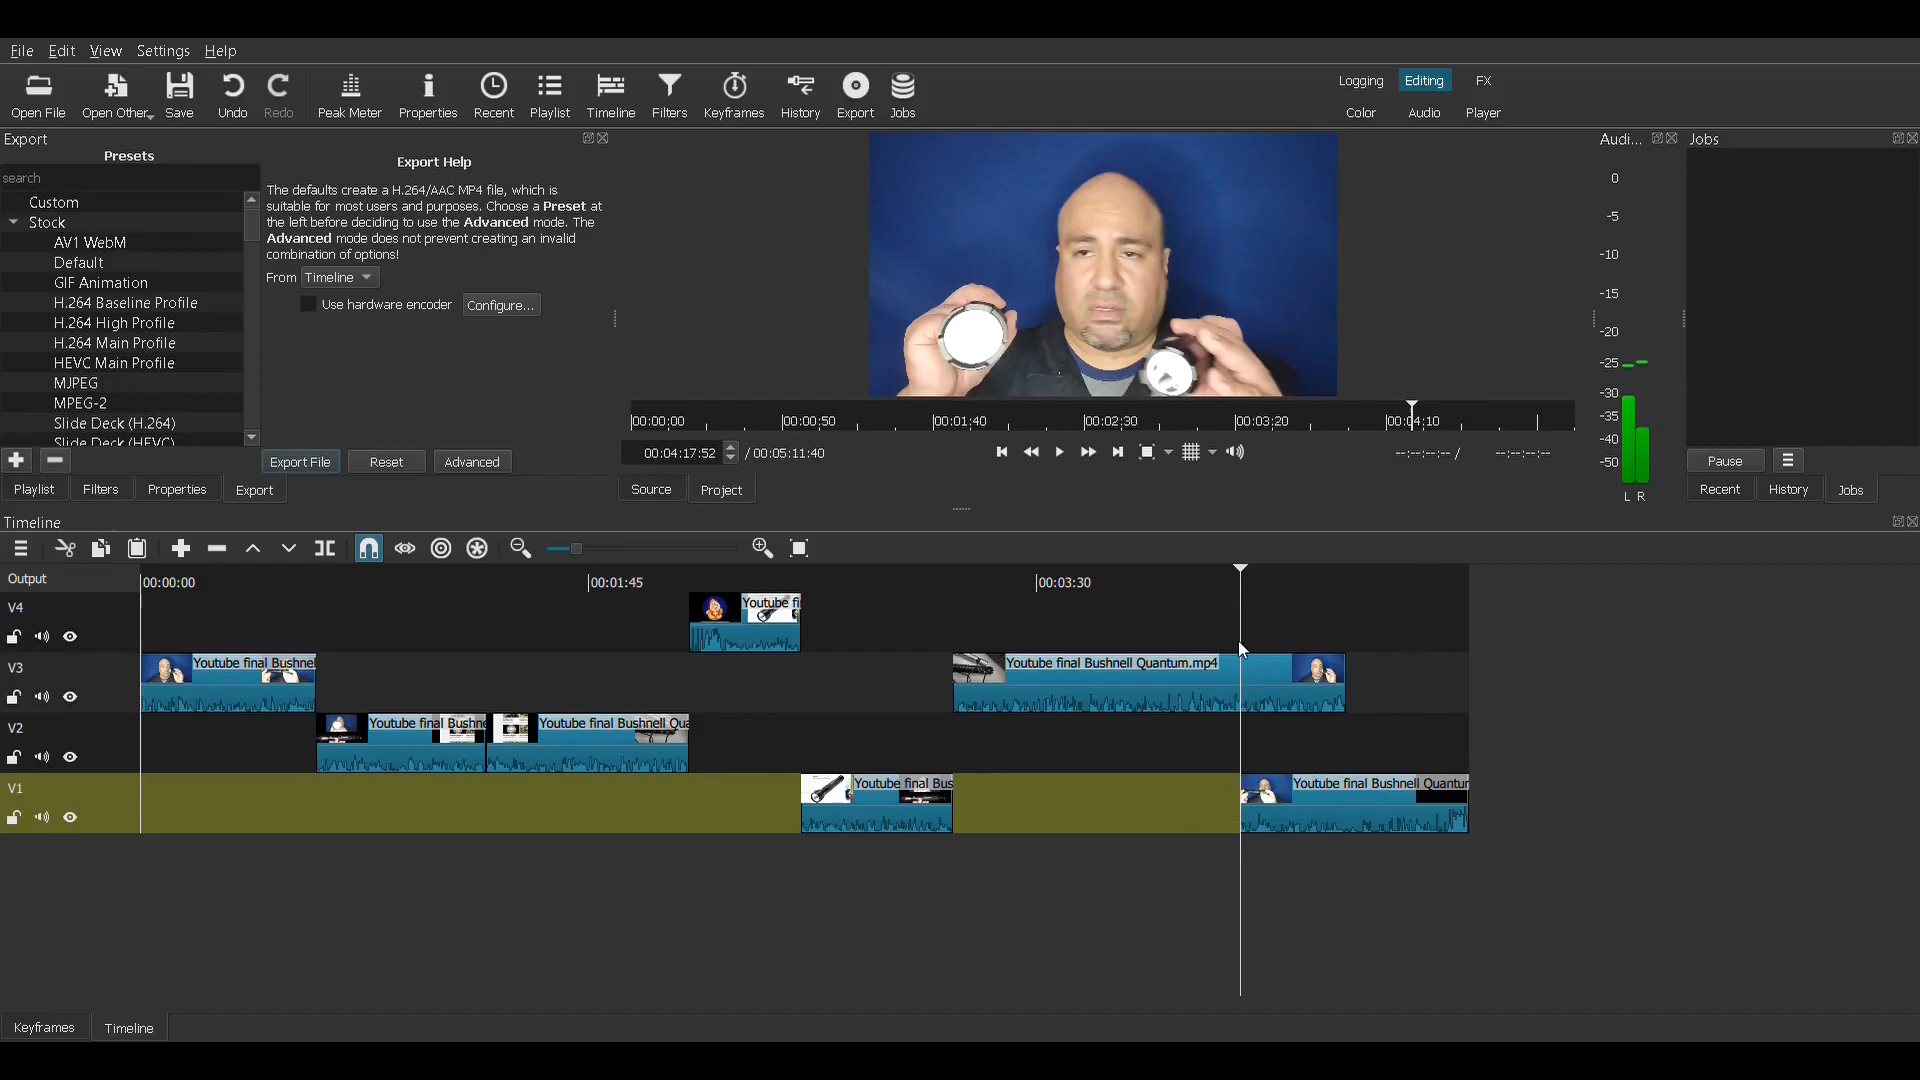 File Edit View Settings Help
Open File Open Other Save Undo Redo Peak Meter Properties Recent Playlist Timeline Filters Keyframes History Export Jobs
Logging Editing FX
Color Audio Player
Export
Presets
search
Custom
Stock
AV1 WebM
Default
GIF Animation
H.264 Baseline Profile
H.264 High Profile
H.264 Main Profile
HEVC Main Profile
MJPEG
MPEG-2
Slide Deck (H.264)
Slide Deck (HEVC)
Export Help
The defaults create a H.264/AAC MP4 file, which is
suitable for most users and purposes. Choose a Preset at
the left before deciding to use the Advanced mode. The
Advanced mode does not prevent creating an invalid
combination of options!
From Timeline
Use hardware encoder Configure...
Export File Reset Advanced
Playlist Filters Properties Export
00:00:00 00:00:50 00:01:40 00:02:30 00:03:20 00:04:10
00:04:17:52 / 00:05:11:40 --:--:--:-- / --:--:--:--
Source Project
Audi...
0
-5
-10
-15
-20
-25
-30
-35
-40
-50
L R
Jobs
Pause
Recent History Jobs
Timeline
Output 00:00:00 00:01:45 00:03:30
V4
Youtube fi
V3
Youtube final Bushnel
Youtube final Bushnell Quantum.mp4
V2
Youtube final Bushne
Youtube final Bushnell Qua
V1
Youtube final Bus
Youtube final Bushnell Quantur
Keyframes Timeline